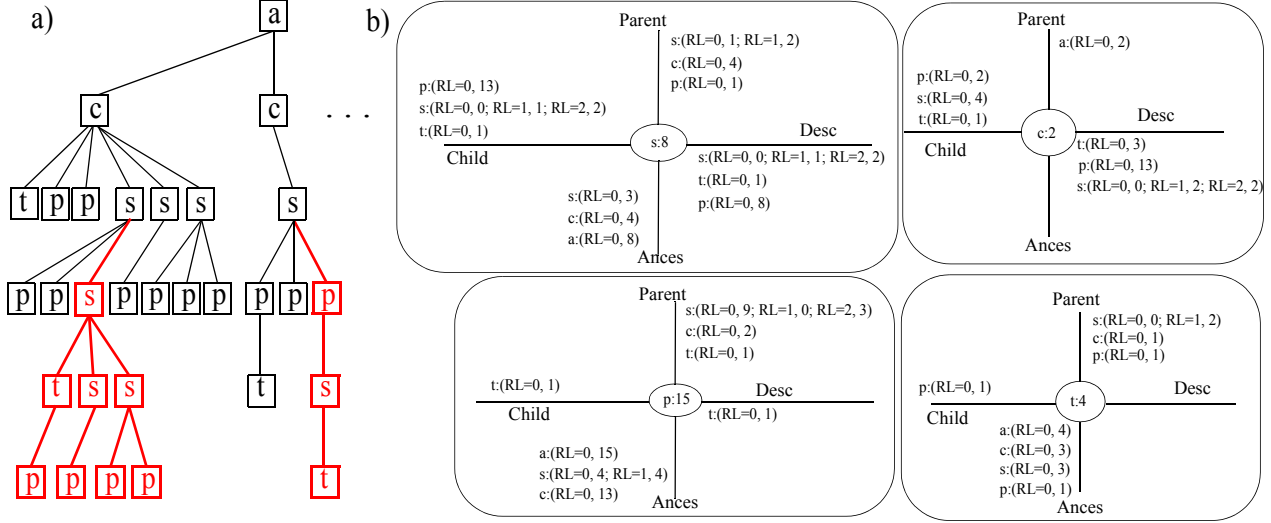 a)
a
c
c
. . .
t p p s s s
s
p p s p p p p
p p p
t s s
t
s
p p p p
t
b)
Parent
s:(RL=0, 1; RL=1, 2)
c:(RL=0, 4)
p:(RL=0, 1)
p:(RL=0, 13)
s:(RL=0, 0; RL=1, 1; RL=2, 2)
t:(RL=0, 1)
Child
s:8
Desc
s:(RL=0, 0; RL=1, 1; RL=2, 2)
t:(RL=0, 1)
p:(RL=0, 8)
s:(RL=0, 3)
c:(RL=0, 4)
a:(RL=0, 8)
Ances
Parent
a:(RL=0, 2)
p:(RL=0, 2)
s:(RL=0, 4)
t:(RL=0, 1)
Child
c:2
Desc
t:(RL=0, 3)
p:(RL=0, 13)
s:(RL=0, 0; RL=1, 2; RL=2, 2)
Ances
Parent
s:(RL=0, 9; RL=1, 0; RL=2, 3)
c:(RL=0, 2)
t:(RL=0, 1)
t:(RL=0, 1)
Child
p:15
Desc
t:(RL=0, 1)
a:(RL=0, 15)
s:(RL=0, 4; RL=1, 4)
c:(RL=0, 13)
Ances
Parent
s:(RL=0, 0; RL=1, 2)
c:(RL=0, 1)
p:(RL=0, 1)
p:(RL=0, 1)
Child
t:4
Desc
a:(RL=0, 4)
c:(RL=0, 3)
s:(RL=0, 3)
p:(RL=0, 1)
Ances